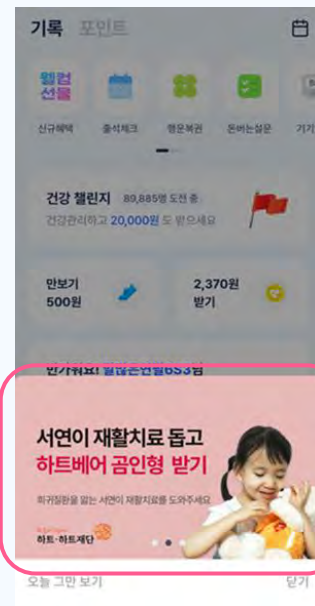 기록 포인트
웰컴
선물
신규혜택 출석체크 행운복권 돈버는설문
건강 챌린지 89,885명 도전 중
건강관리하고 20,000원 도 받으세요
만보기
500원
2,370원
받기
반가워요!
서연이 재활치료 돕고
하트베어 곰인형 받기
희귀질환을 앓는 서연이 재활치료를 도와주세요
하트-하트재단
오늘 그만 보기 닫기